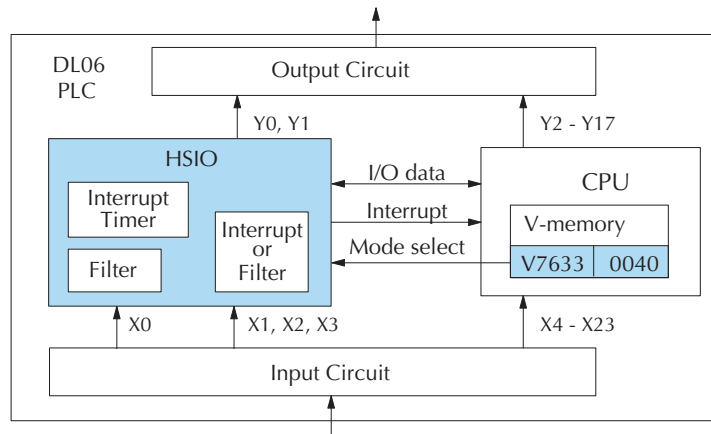 DL06
PLC
Output Circuit
Y0, Y1
Y2 - Y17
HSIO
I/O data
CPU
Interrupt
Timer
Interrupt
or
Filter
Interrupt
V-memory
Filter
Mode select
V7633
0040
X0
X1, X2, X3
X4 - X23
Input Circuit